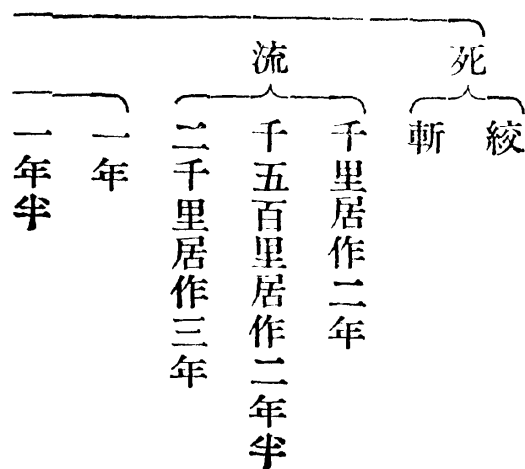 死
絞
斬
流
千里居作二年
千五百里居作二年半
二千里居作三年
一年
一年半